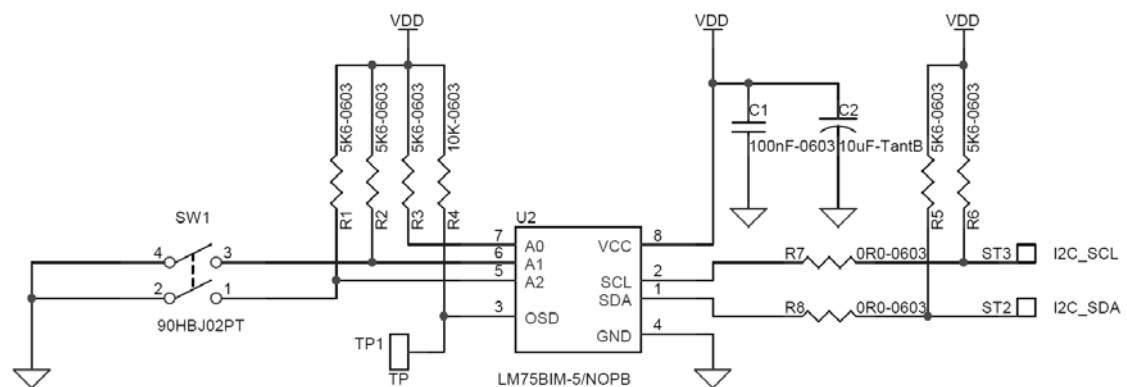 VDD
VDD
VDD
5K6-0603
5K6-0603
5K6-0603
10K-0603
R1
R2
R3
R4
C1
100nF-0603
C2
10uF-TantB
5K6-0603
5K6-0603
R5
R6
SW1
4
3
2
1
90HBJ02PT
U2
7
A0
6
A1
5
A2
3
OSD
VCC
8
SCL
2
SDA
1
GND
4
LM75BIM-5/NOPB
TP1
TP
R7
0R0-0603
ST3
I2C_SCL
R8
0R0-0603
ST2
I2C_SDA